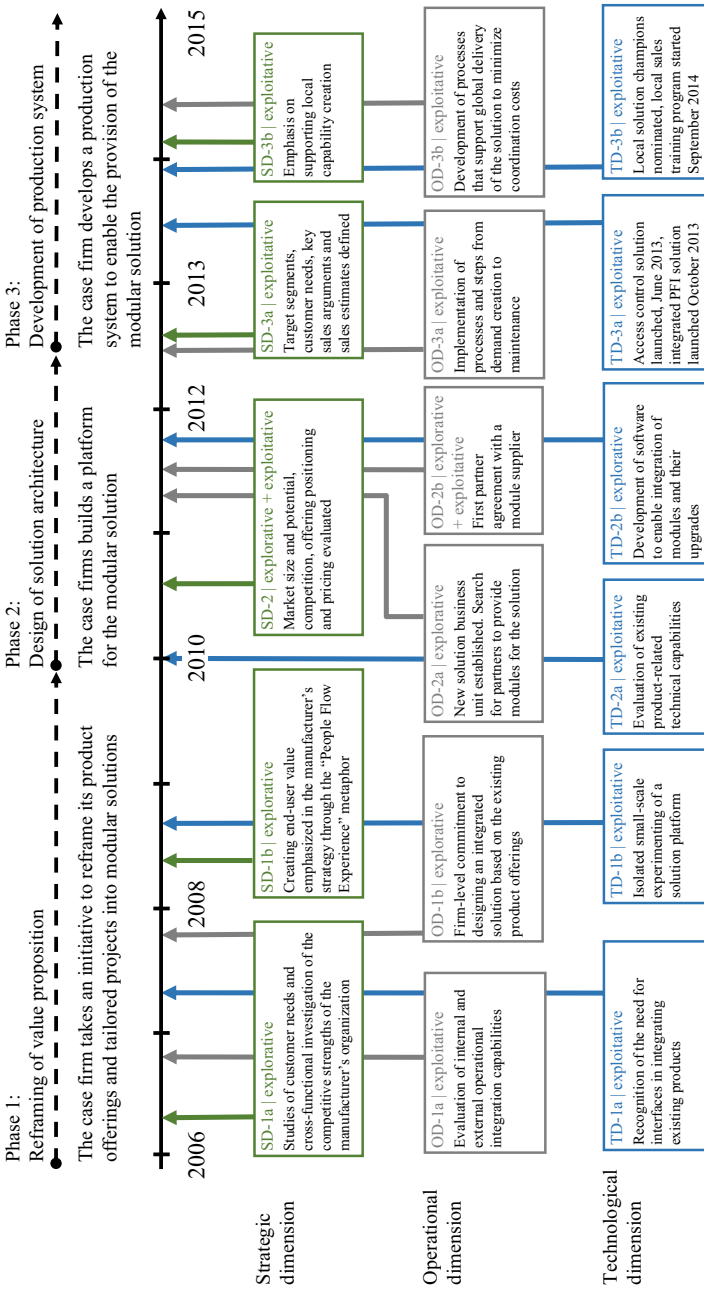 Phase 1:
Reframing of value proposition
The case firm takes an initiative to reframe its product
offerings and tailored projects into modular solutions
Phase 2:
Design of solution architecture
The case firms builds a platform
for the modular solution
Phase 3:
Development of production system
The case firm develops a production
system to enable the provision of the
modular solution
2006
2008
2010
2012
2013
2015
Strategic
dimension
SD-1a | explorative
Studies of customer needs and
cross-functional investigation of the
competitive strengths of the
manufacturer's organization
SD-1b | explorative
Creating end-user value
emphasized in the manufacturer's
strategy through the “People Flow
Experience” metaphor
SD-2 | explorative + exploitative
Market size and potential,
competition, offering positioning
and pricing evaluated
SD-3a | exploitative
Target segments,
customer needs, key
sales arguments and
sales estimates defined
SD-3b | exploitative
Emphasis on
supporting local
capability creation
Operational
dimension
OD-1a | exploitative
Evaluation of internal and
external operational
integration capabilities
OD-1b | explorative
Firm-level commitment to
designing an integrated
solution based on the existing
product offerings
OD-2a | explorative
New solution business
unit established. Search
for partners to provide
modules for the solution
OD-2b | explorative
+ exploitative
First partner
agreement with a
module supplier
OD-3a | exploitative
Implementation of
processes and steps from
demand creation to
maintenance
OD-3b | exploitative
Development of processes
that support global delivery
of the solution to minimize
coordination costs
Technological
dimension
TD-1a | exploitative
Recognition of the need for
interfaces in integrating
existing products
TD-1b | exploitative
Isolated small-scale
experimenting of a
solution platform
TD-2a | exploitative
Evaluation of existing
product-related
technical capabilities
TD-2b | explorative
Development of software
to enable integration of
modules and their
upgrades
TD-3a | exploitative
Access control solution
launched, June 2013,
integrated PFI solution
launched October 2013
TD-3b | exploitative
Local solution champions
nominated, local sales
training program started
September 2014